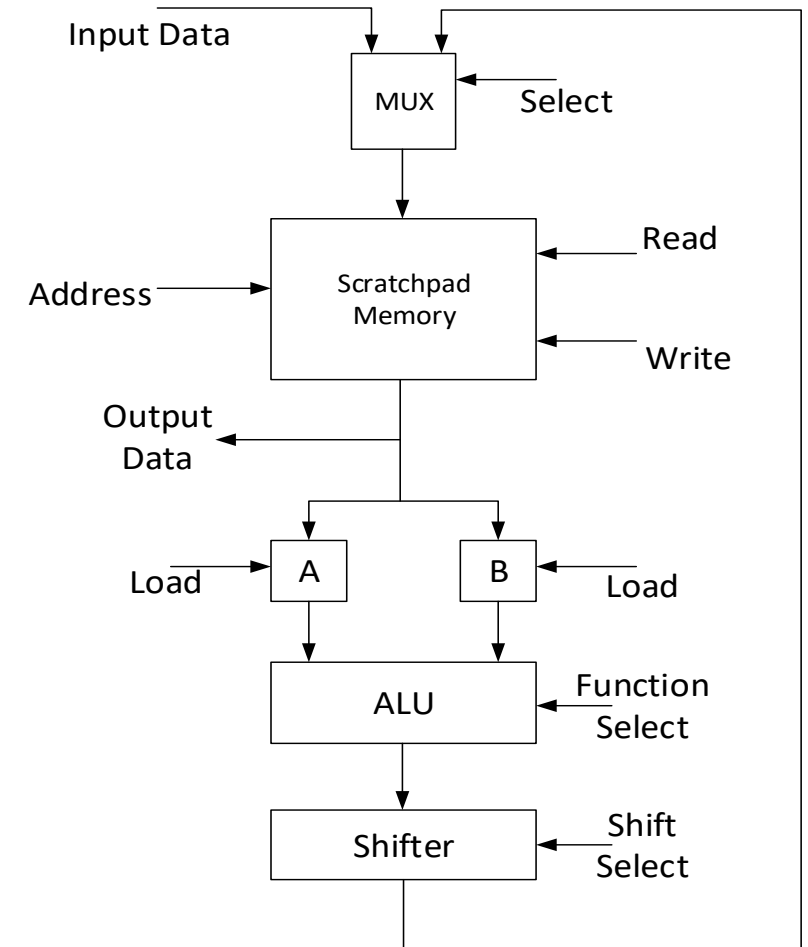 Input Data
MUX
Select
Read
Scratchpad
Memory
Address
Write
Output
Data
Load
A
B
Load
ALU
Function
Select
Shifter
Shift
Select